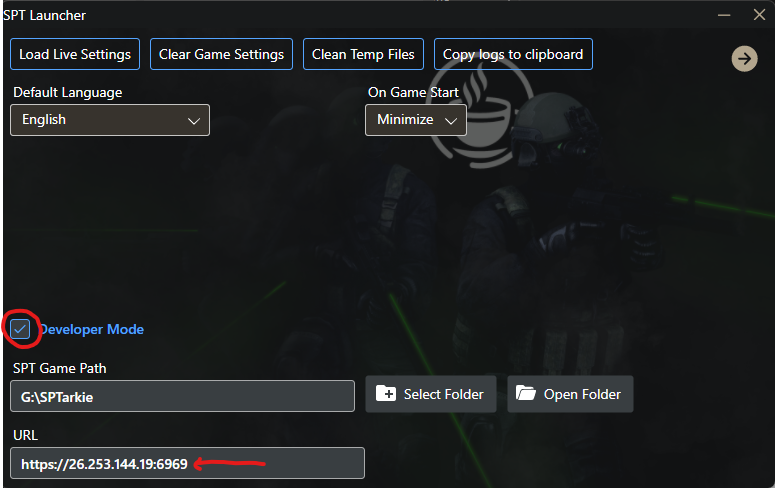 SPT Launcher
Load Live Settings Clear Game Settings Clean Temp Files Copy logs to clipboard
Default Language On Game Start
English Minimize
Developer Mode
SPT Game Path
G:\SPTarkie Select Folder Open Folder
URL
https://26.253.144.19:6969